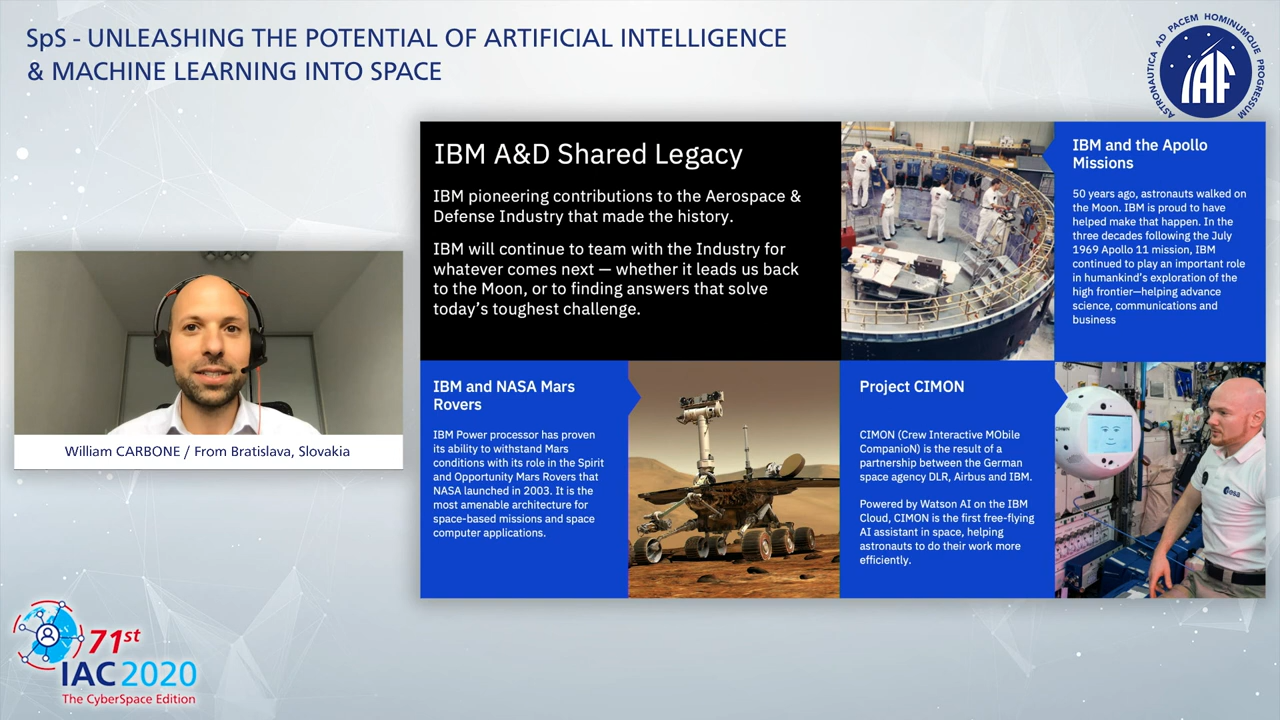 SpS - UNLEASHING THE POTENTIAL OF ARTIFICIAL INTELLIGENCE
& MACHINE LEARNING INTO SPACE
ASTRONAUTICA AD PACEM HOMINUMQUE PROGRESSUM
IAF
William CARBONE / From Bratislava, Slovakia
IBM A&D Shared Legacy
IBM pioneering contributions to the Aerospace &
Defense Industry that made the history.
IBM will continue to team with the Industry for
whatever comes next — whether it leads us back
to the Moon, or to finding answers that solve
today's toughest challenge.
IBM and the Apollo
Missions
50 years ago, astronauts walked on
the Moon. IBM is proud to have
helped make that happen. In the
three decades following the July
1969 Apollo 11 mission, IBM
continued to play an important role
in humankind's exploration of the
high frontier—helping advance
science, communications and
business
IBM and NASA Mars
Rovers
IBM Power processor has proven
its ability to withstand Mars
conditions with its role in the Spirit
and Opportunity Mars Rovers that
NASA launched in 2003. It is the
most amenable architecture for
space-based missions and space
computer applications.
Project CIMON
CIMON (Crew Interactive MObile
CompanioN) is the result of a
partnership between the German
space agency DLR, Airbus and IBM.
Powered by Watson AI on the IBM
Cloud, CIMON is the first free-flying
AI assistant in space, helping
astronauts to do their work more
efficiently.
esa
71st
IAC 2020
The CyberSpace Edition